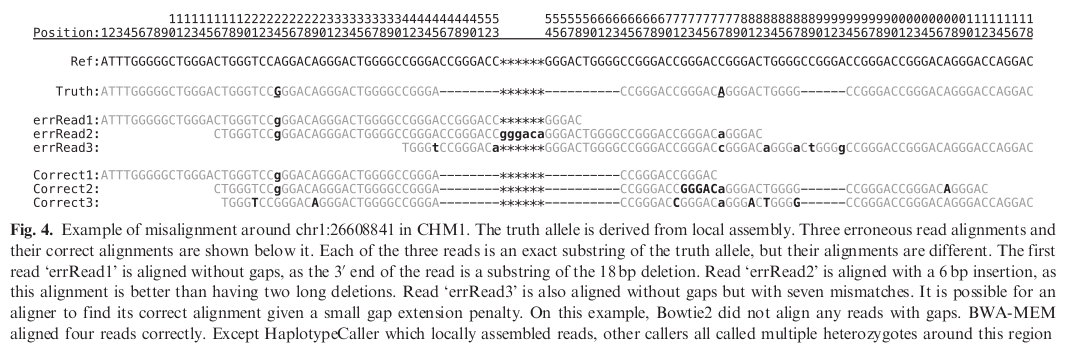 11111111112222222222333333333344444444445555      55555566666666667777777777888888888899999999990000000000111111111
Position:12345678901234567890123456789012345678901234567890123      45678901234567890123456789012345678901234567890123456789012345678
Ref:ATTTGGGGGCTGGGACTGGGTCCAGGACAGGGACTGGGGCCGGGACCGGGACC******GGGACTGGGGCCGGGACCGGGACCGGGACTGGGGCCGGGACCGGGACCGGGACAGGGACCAGGAC
Truth:ATTTGGGGGCTGGGACTGGGTCCGGGACAGGGACTGGGGCCGGGA--------******----------CCGGGACCGGGACAGGGACTGGGG------CCGGGACCGGGACAGGGACCAGGAC
errRead1:ATTTGGGGGCTGGGACTGGGTCCgGGACAGGGACTGGGGCCGGGACCGGGACC******GGGAC
errRead2: CTGGGTCCgGGACAGGGACTGGGGCCGGGACCGGGACCgggacaGGGACTGGGGCCGGGACCGGGACaGGGAC
errRead3: TGGGtCCGGGACa******GGGACTGGGGCCGGGACCGGGACcGGGACaGGGaCtGGGgCCGGGACCGGGACAGGGACCAGGAC
Correct1:ATTTGGGGGCTGGGACTGGGTCCgGGACAGGGACTGGGGCCGGGA--------******----------CCGGGACCGGGAC
Correct2: CTGGGTCCgGGACAGGGACTGGGGCCGGGA--------******----------CCGGGACCGGGACaGGGACTGGGG------CCGGGACCGGGACAGGGAC
Correct3: TGGGTCCGGGACAGGGACTGGGGCCGGGA--------******----------CCGGGACCGGGACaGGGACTGGGG------CCGGGACCGGGACAGGGACCAGGAC
Fig. 4. Example of misalignment around chr1:26608841 in CHM1. The truth allele is derived from local assembly. Three erroneous read alignments and
their correct alignments are shown below it. Each of the three reads is an exact substring of the truth allele, but their alignments are different. The first
read ‘errRead1’ is aligned without gaps, as the 3′ end of the read is a substring of the 18 bp deletion. Read ‘errRead2’ is aligned with a 6 bp insertion, as
this alignment is better than having two long deletions. Read ‘errRead3’ is also aligned without gaps but with seven mismatches. It is possible for an
aligner to find its correct alignment given a small gap extension penalty. On this example, Bowtie2 did not align any reads with gaps. BWA-MEM
aligned four reads correctly. Except HaplotypeCaller which locally assembled reads, other callers all called multiple heterozygotes around this region